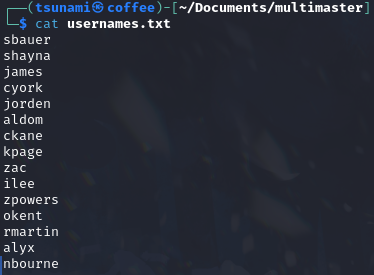 ┌──(tsunami㉿coffee)-[~/Documents/multimaster]
└─$ cat usernames.txt
sbauer
shayna
james
cyork
jorden
aldom
ckane
kpage
zac
ilee
zpowers
okent
rmartin
alyx
nbourne